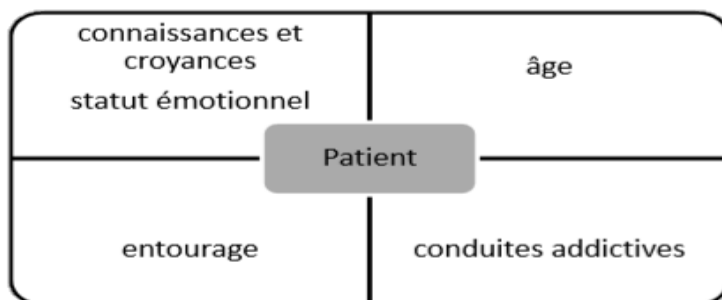 connaissances et
croyances
statut émotionnel
âge
Patient
entourage
conduites addictives